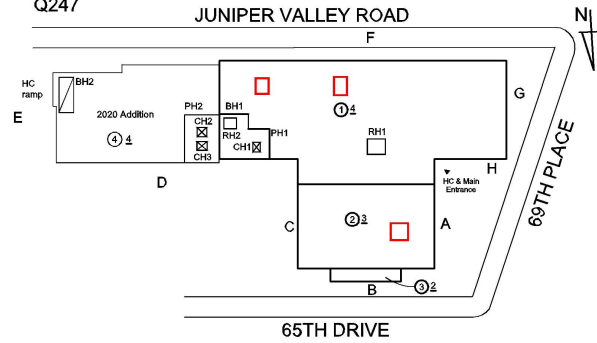 Q247
JUNIPER VALLEY ROAD
N
F
HC
ramp
BH2
E
2020 Addition
4 4
PH2
CH2
CH3
BH1
RH2
CH1
PH1
1 4
RH1
G
H
HC & Main
Entrance
69TH PLACE
D
C
2 3
A
B
3 2
65TH DRIVE